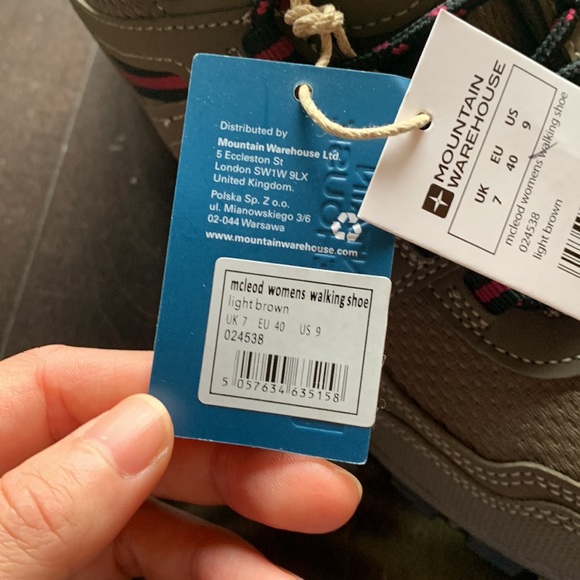 Distributed by
Mountain Warehouse Ltd.
5 Eccleston St
London SW1W 9LX
United Kingdom.
Polska Sp. Z o.o.
ul. Mianowskiego 3/6
02-044 Warsawa
www.mountainwarehouse.com
mcleod womens walking shoe
light brown
UK 7 EU 40 US 9
024538
5 057634 635158
MOUNTAIN
WAREHOUSE
UK EU US
7 40 9
mcleod womens walking shoe
024538
light brown